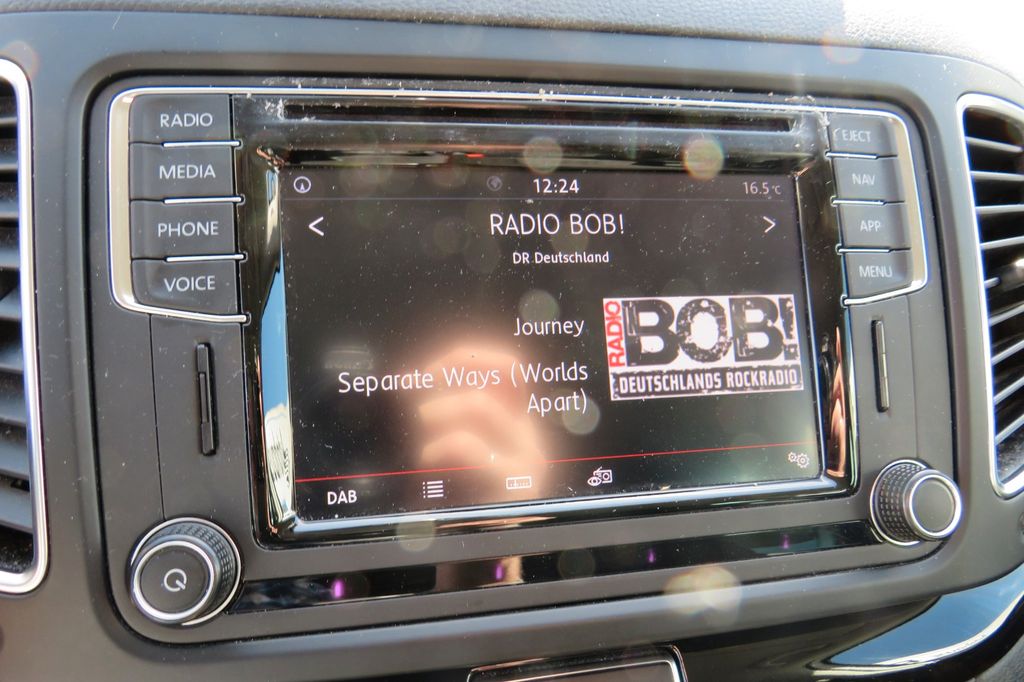 RADIO
MEDIA
PHONE
VOICE
EJECT
NAV
APP
MENU
12:24
16.5°C
< RADIO BOB! >
DR Deutschland
Journey
Separate Ways (Worlds
Apart)
RADIO
BOB!
DEUTSCHLANDS ROCKRADIO
DAB